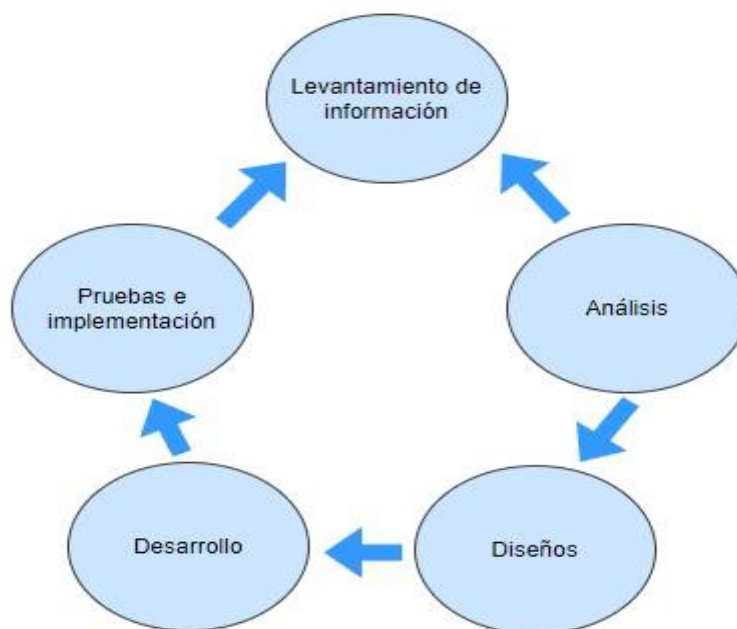 Levantamiento de
información
Análisis
Diseños
Desarrollo
Pruebas e
implementación